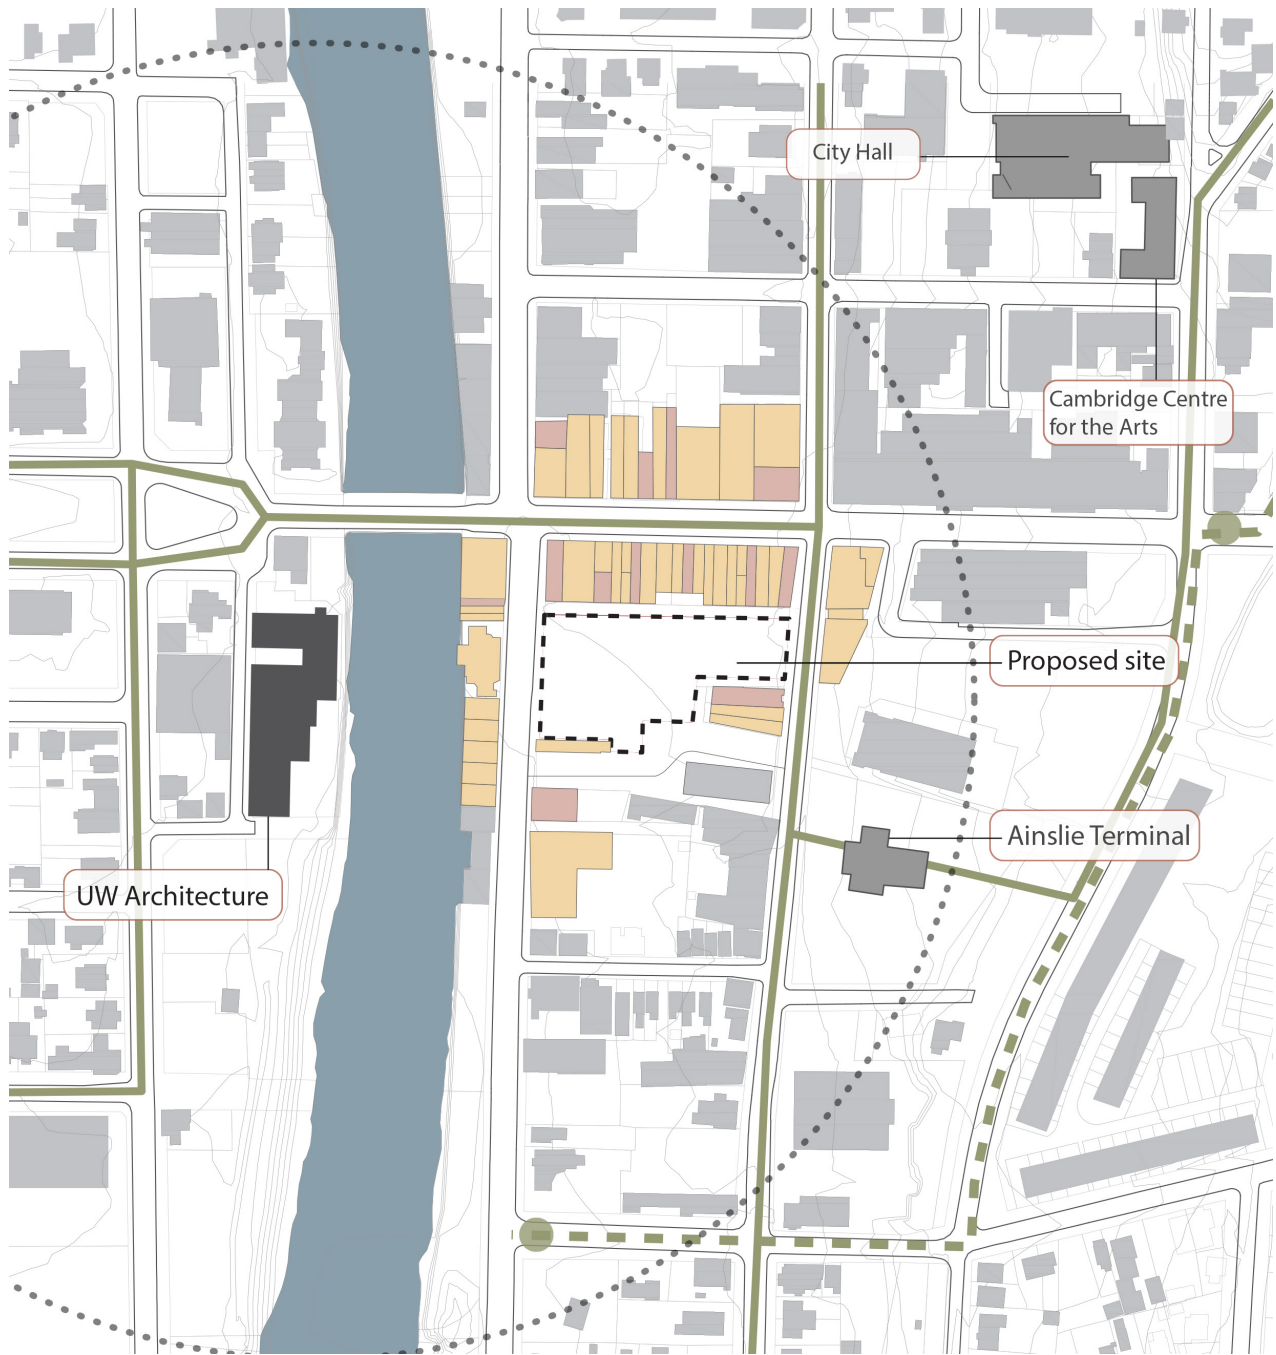 City Hall
Cambridge Centre
for the Arts
Proposed site
Ainslie Terminal
UW Architecture